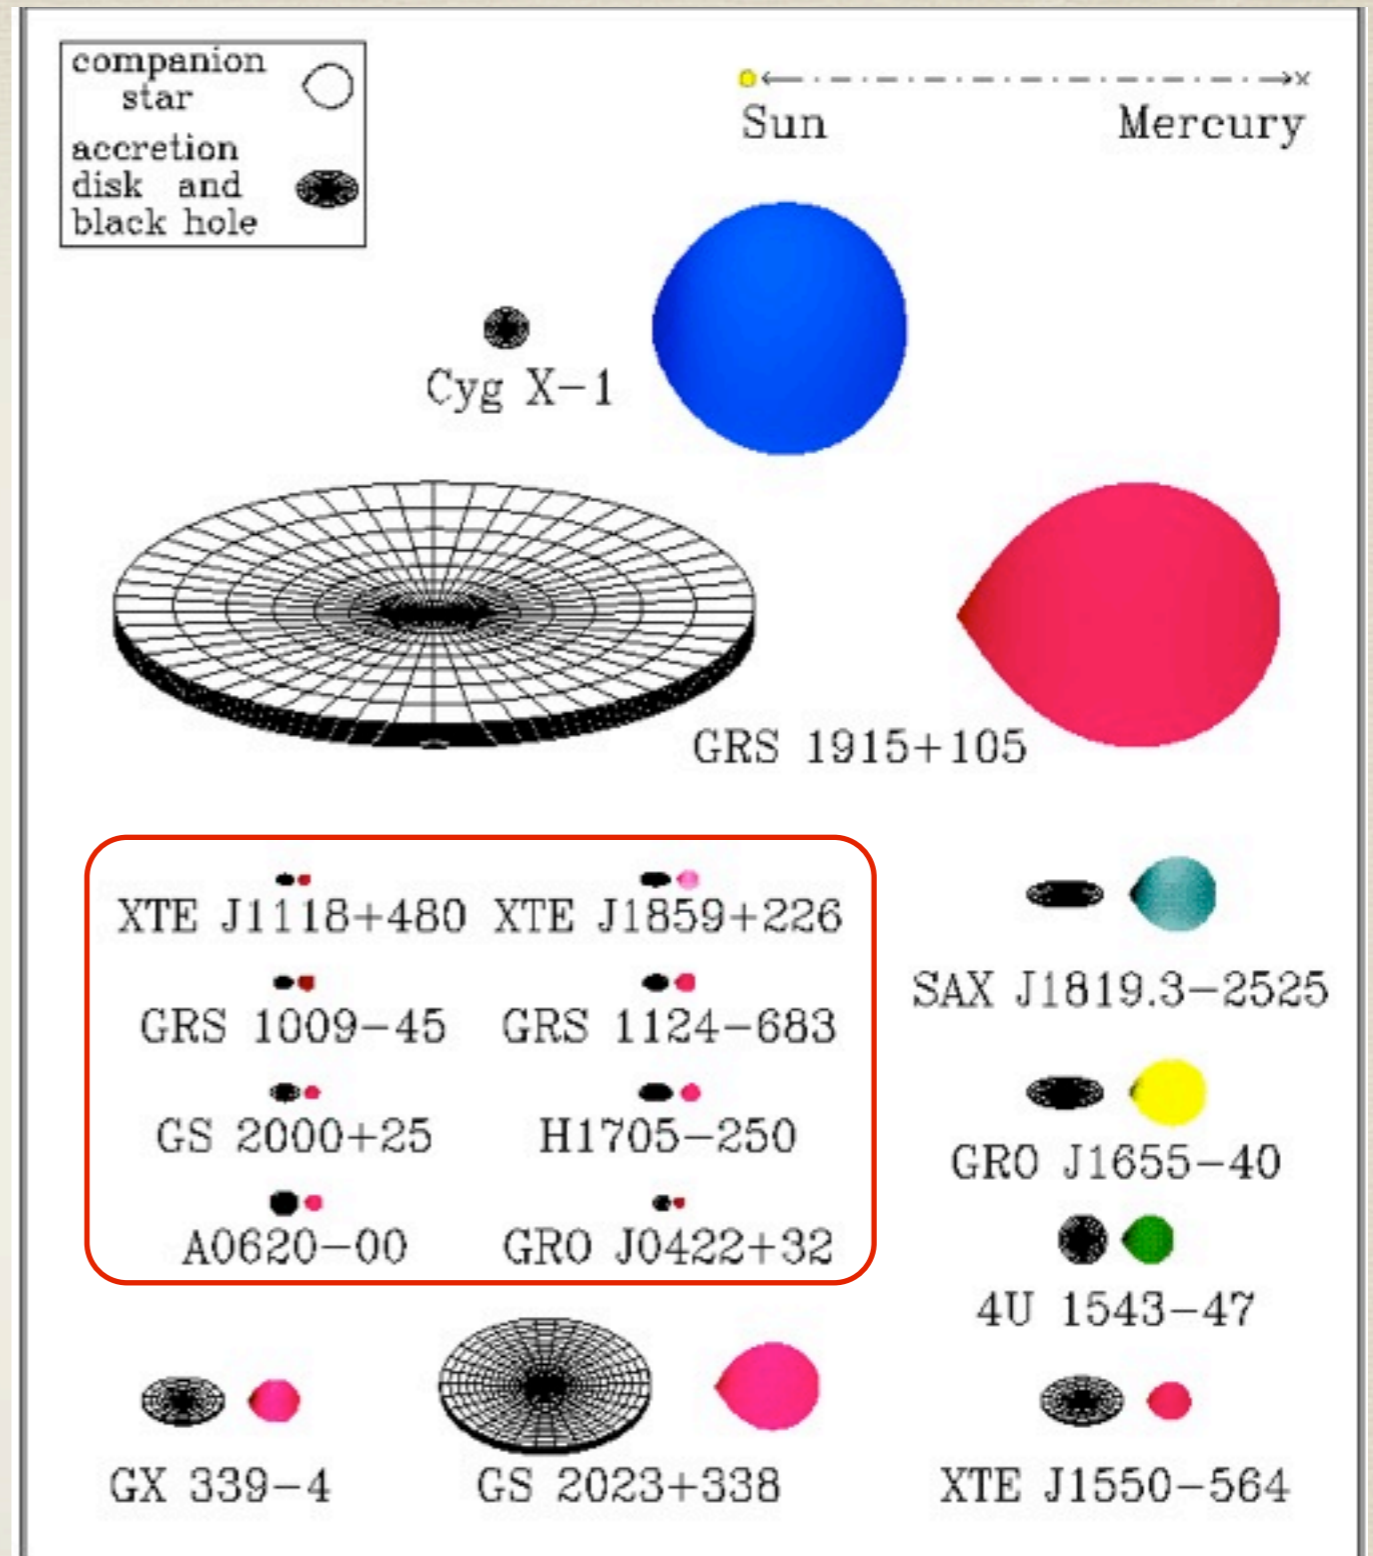 companion
star
accretion
disk and
black hole
Sun Mercury
Cyg X-1
GRS 1915+105
XTE J1118+480 XTE J1859+226
GRS 1009-45 GRS 1124-683
GS 2000+25 H1705-250
A0620-00 GRO J0422+32
SAX J1819.3-2525
GRO J1655-40
4U 1543-47
GX 339-4 GS 2023+338 XTE J1550-564